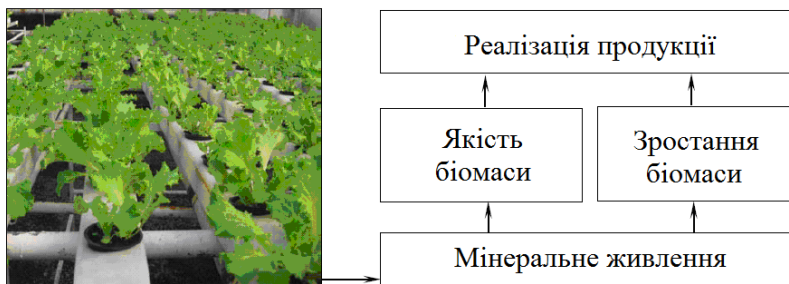 Реалізація продукції
Якість
біомаси
Зростання
біомаси
Мінеральне живлення